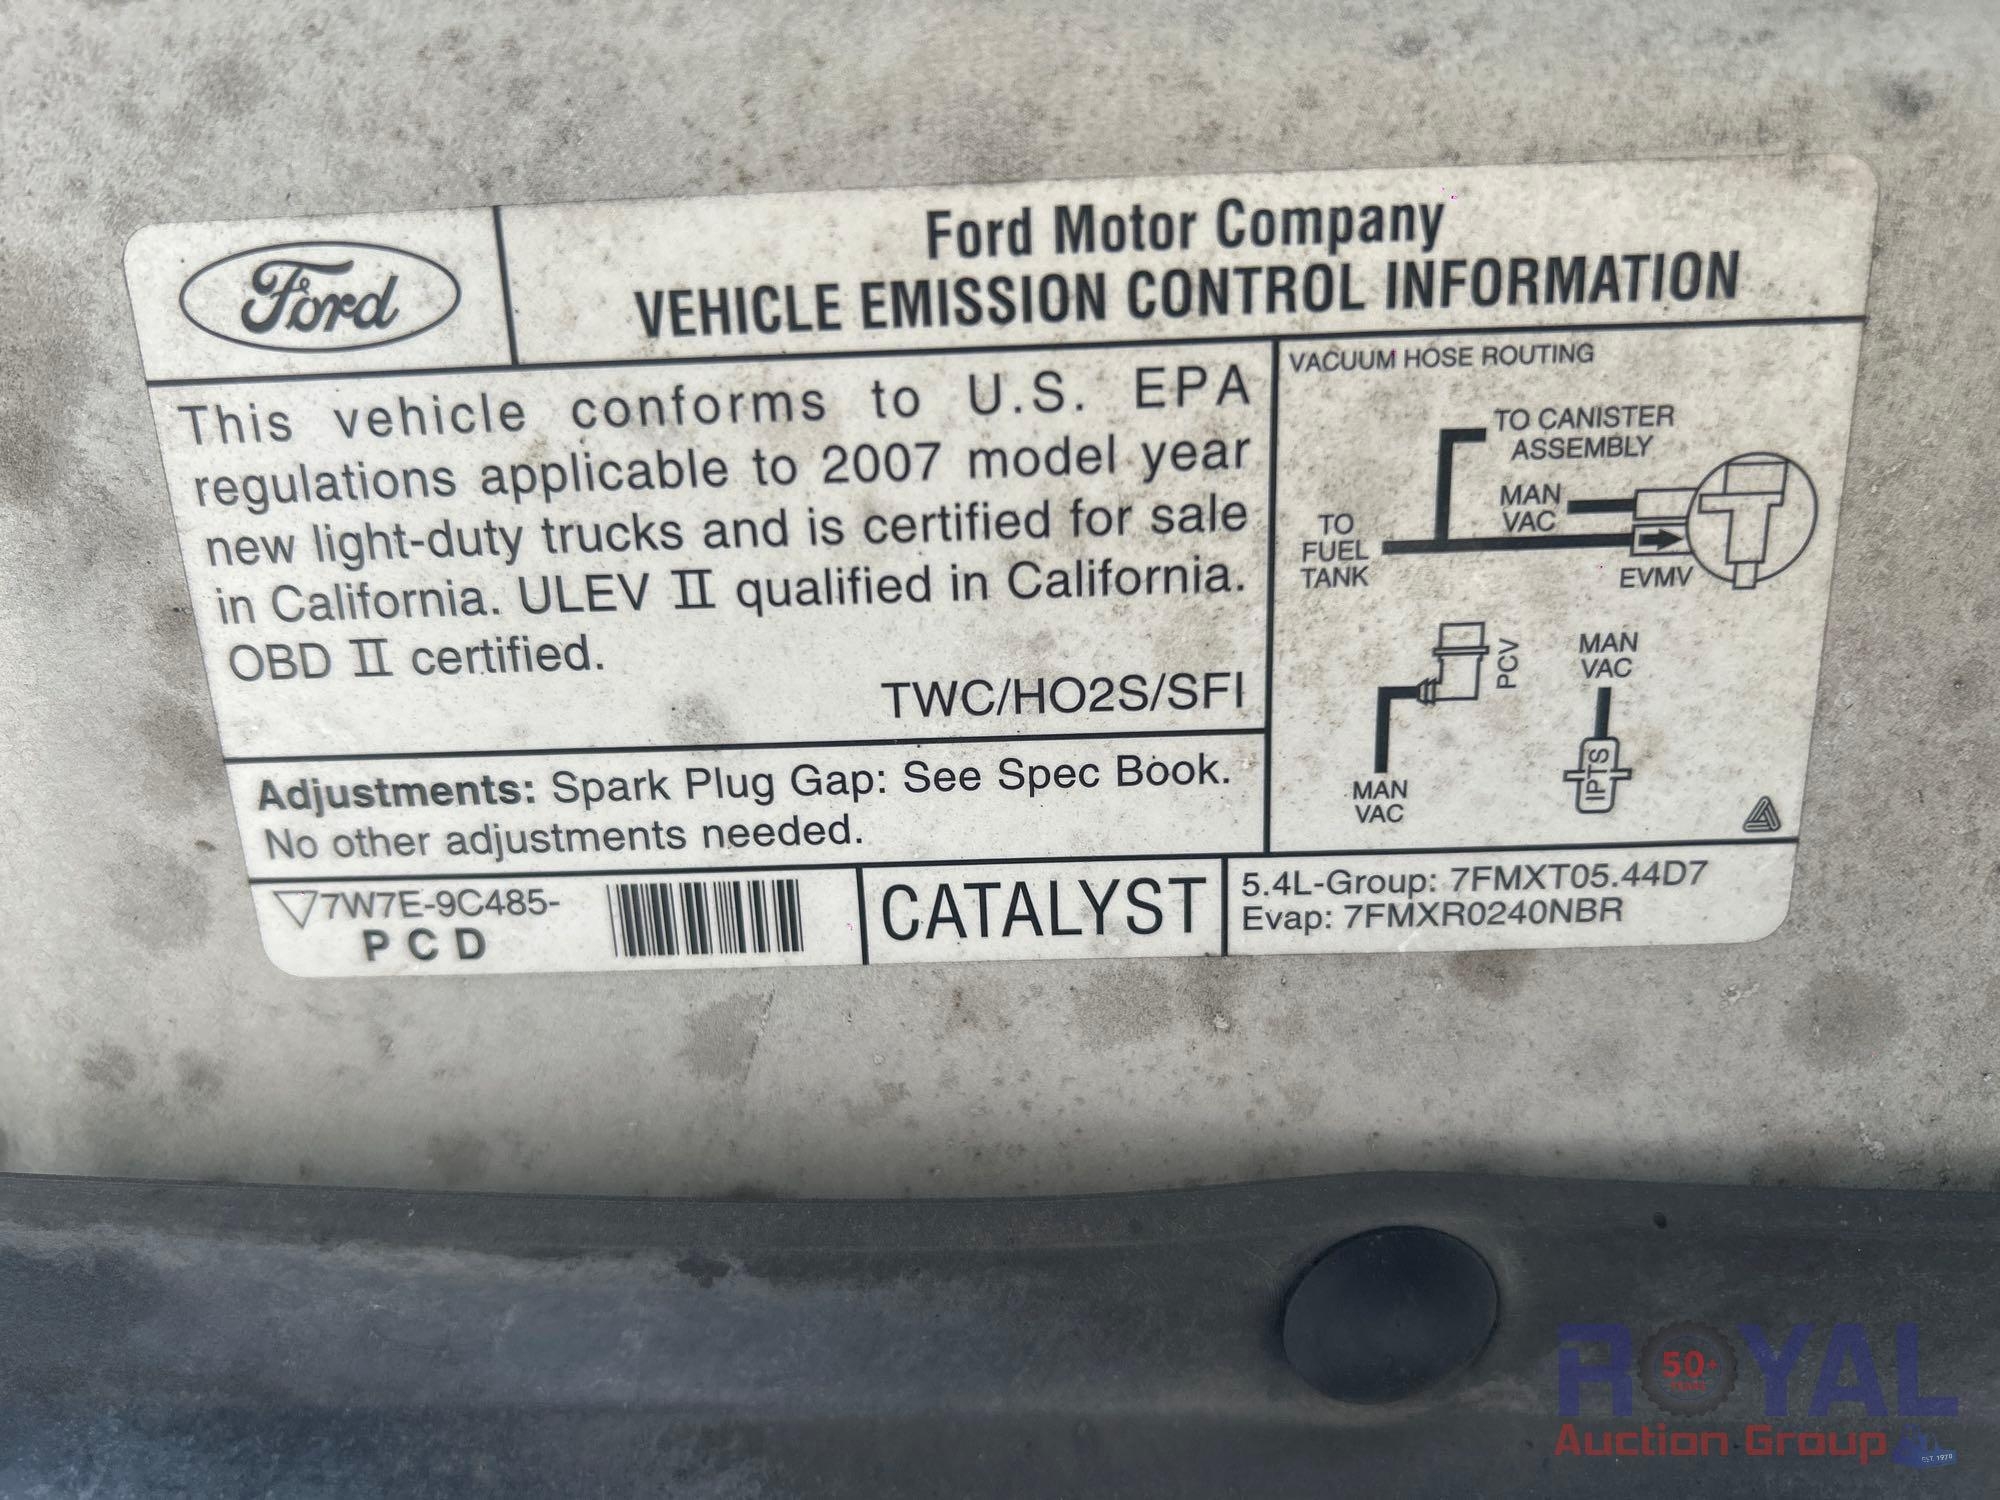 Ford
Ford Motor Company
VEHICLE EMISSION CONTROL INFORMATION
This vehicle conforms to U.S. EPA
regulations applicable to 2007 model year
new light-duty trucks and is certified for sale
in California. ULEV II qualified in California.
OBD II certified.
TWC/HO2S/SFI
Adjustments: Spark Plug Gap: See Spec Book.
No other adjustments needed.
VACUUM HOSE ROUTING
TO CANISTER
ASSEMBLY
MAN
VAC
TO
FUEL
TANK
EVMV
PCV
MAN
VAC
MAN
VAC
IPTS
7W7E-9C485-
P C D
CATALYST
5.4L-Group: 7FMXT05.44D7
Evap: 7FMXR0240NBR
ROYAL
50+
YEARS
Auction Group
EST. 1970